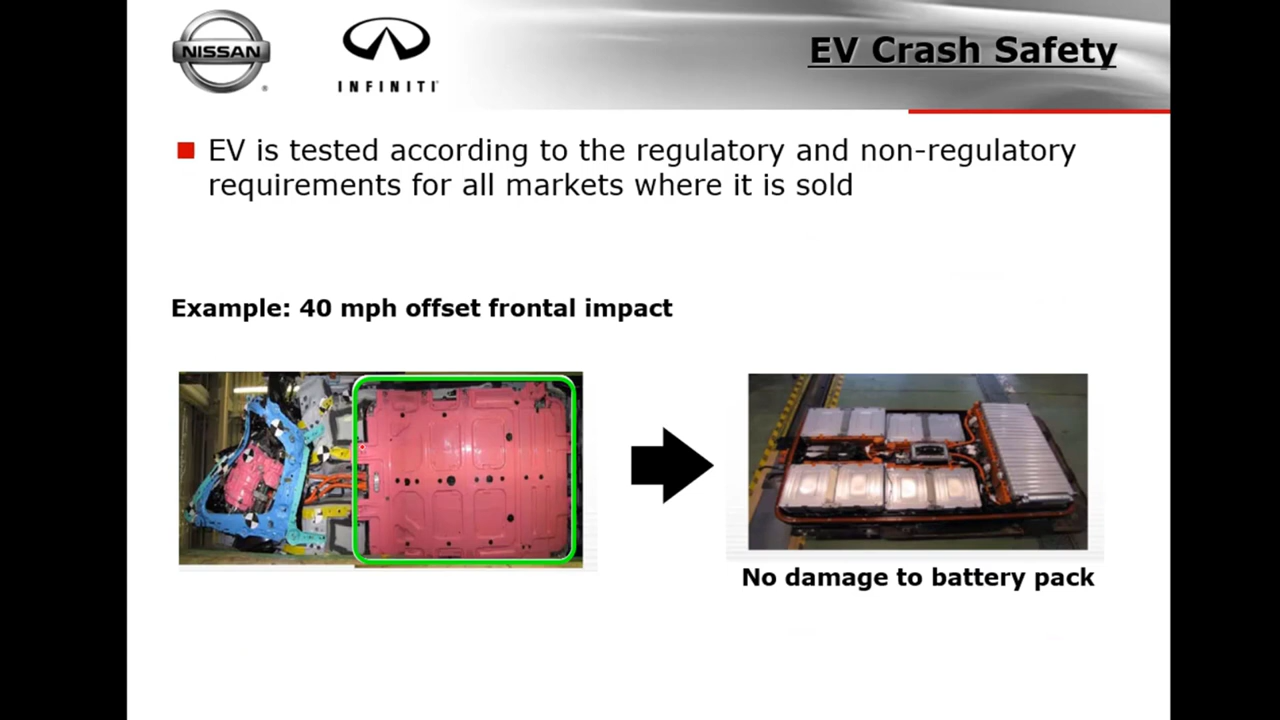 NISSAN
INFINITI
EV Crash Safety
EV is tested according to the regulatory and non-regulatory
requirements for all markets where it is sold
Example: 40 mph offset frontal impact
No damage to battery pack